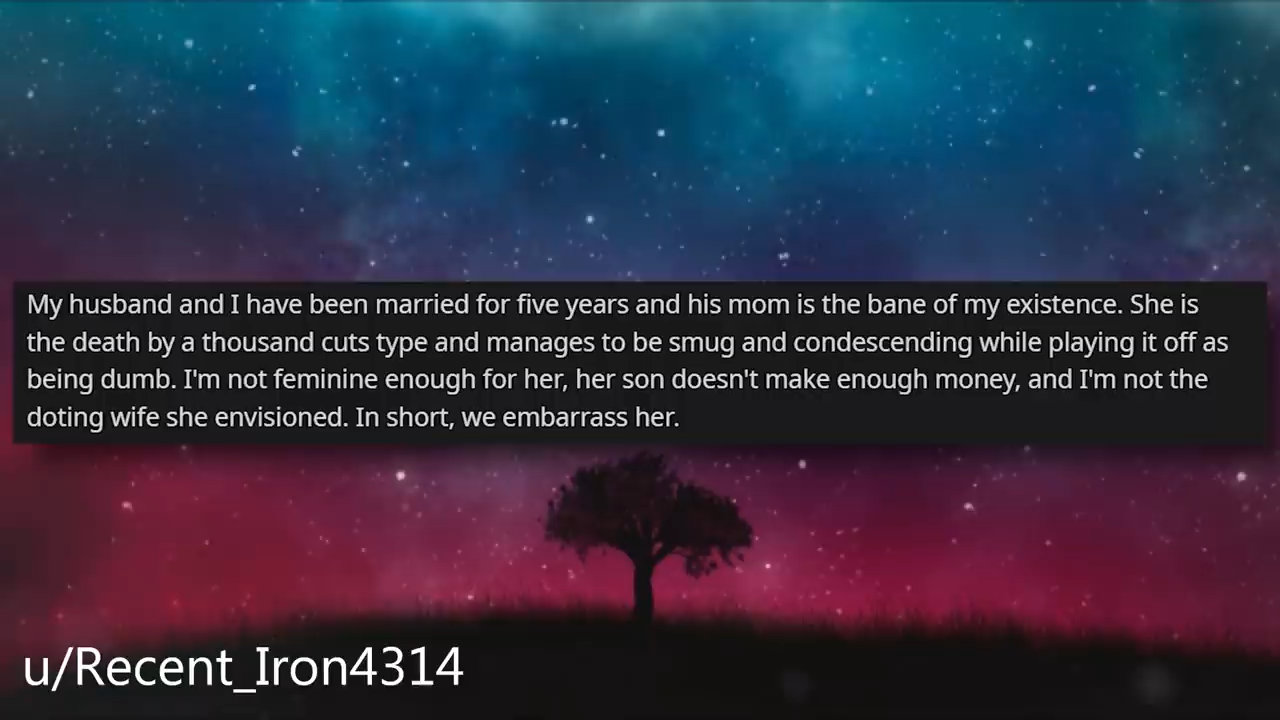 My husband and I have been married for five years and his mom is the bane of my existence. She is
the death by a thousand cuts type and manages to be smug and condescending while playing it off as
being dumb. I'm not feminine enough for her, her son doesn't make enough money, and I'm not the
doting wife she envisioned. In short, we embarrass her.
u/Recent_Iron4314